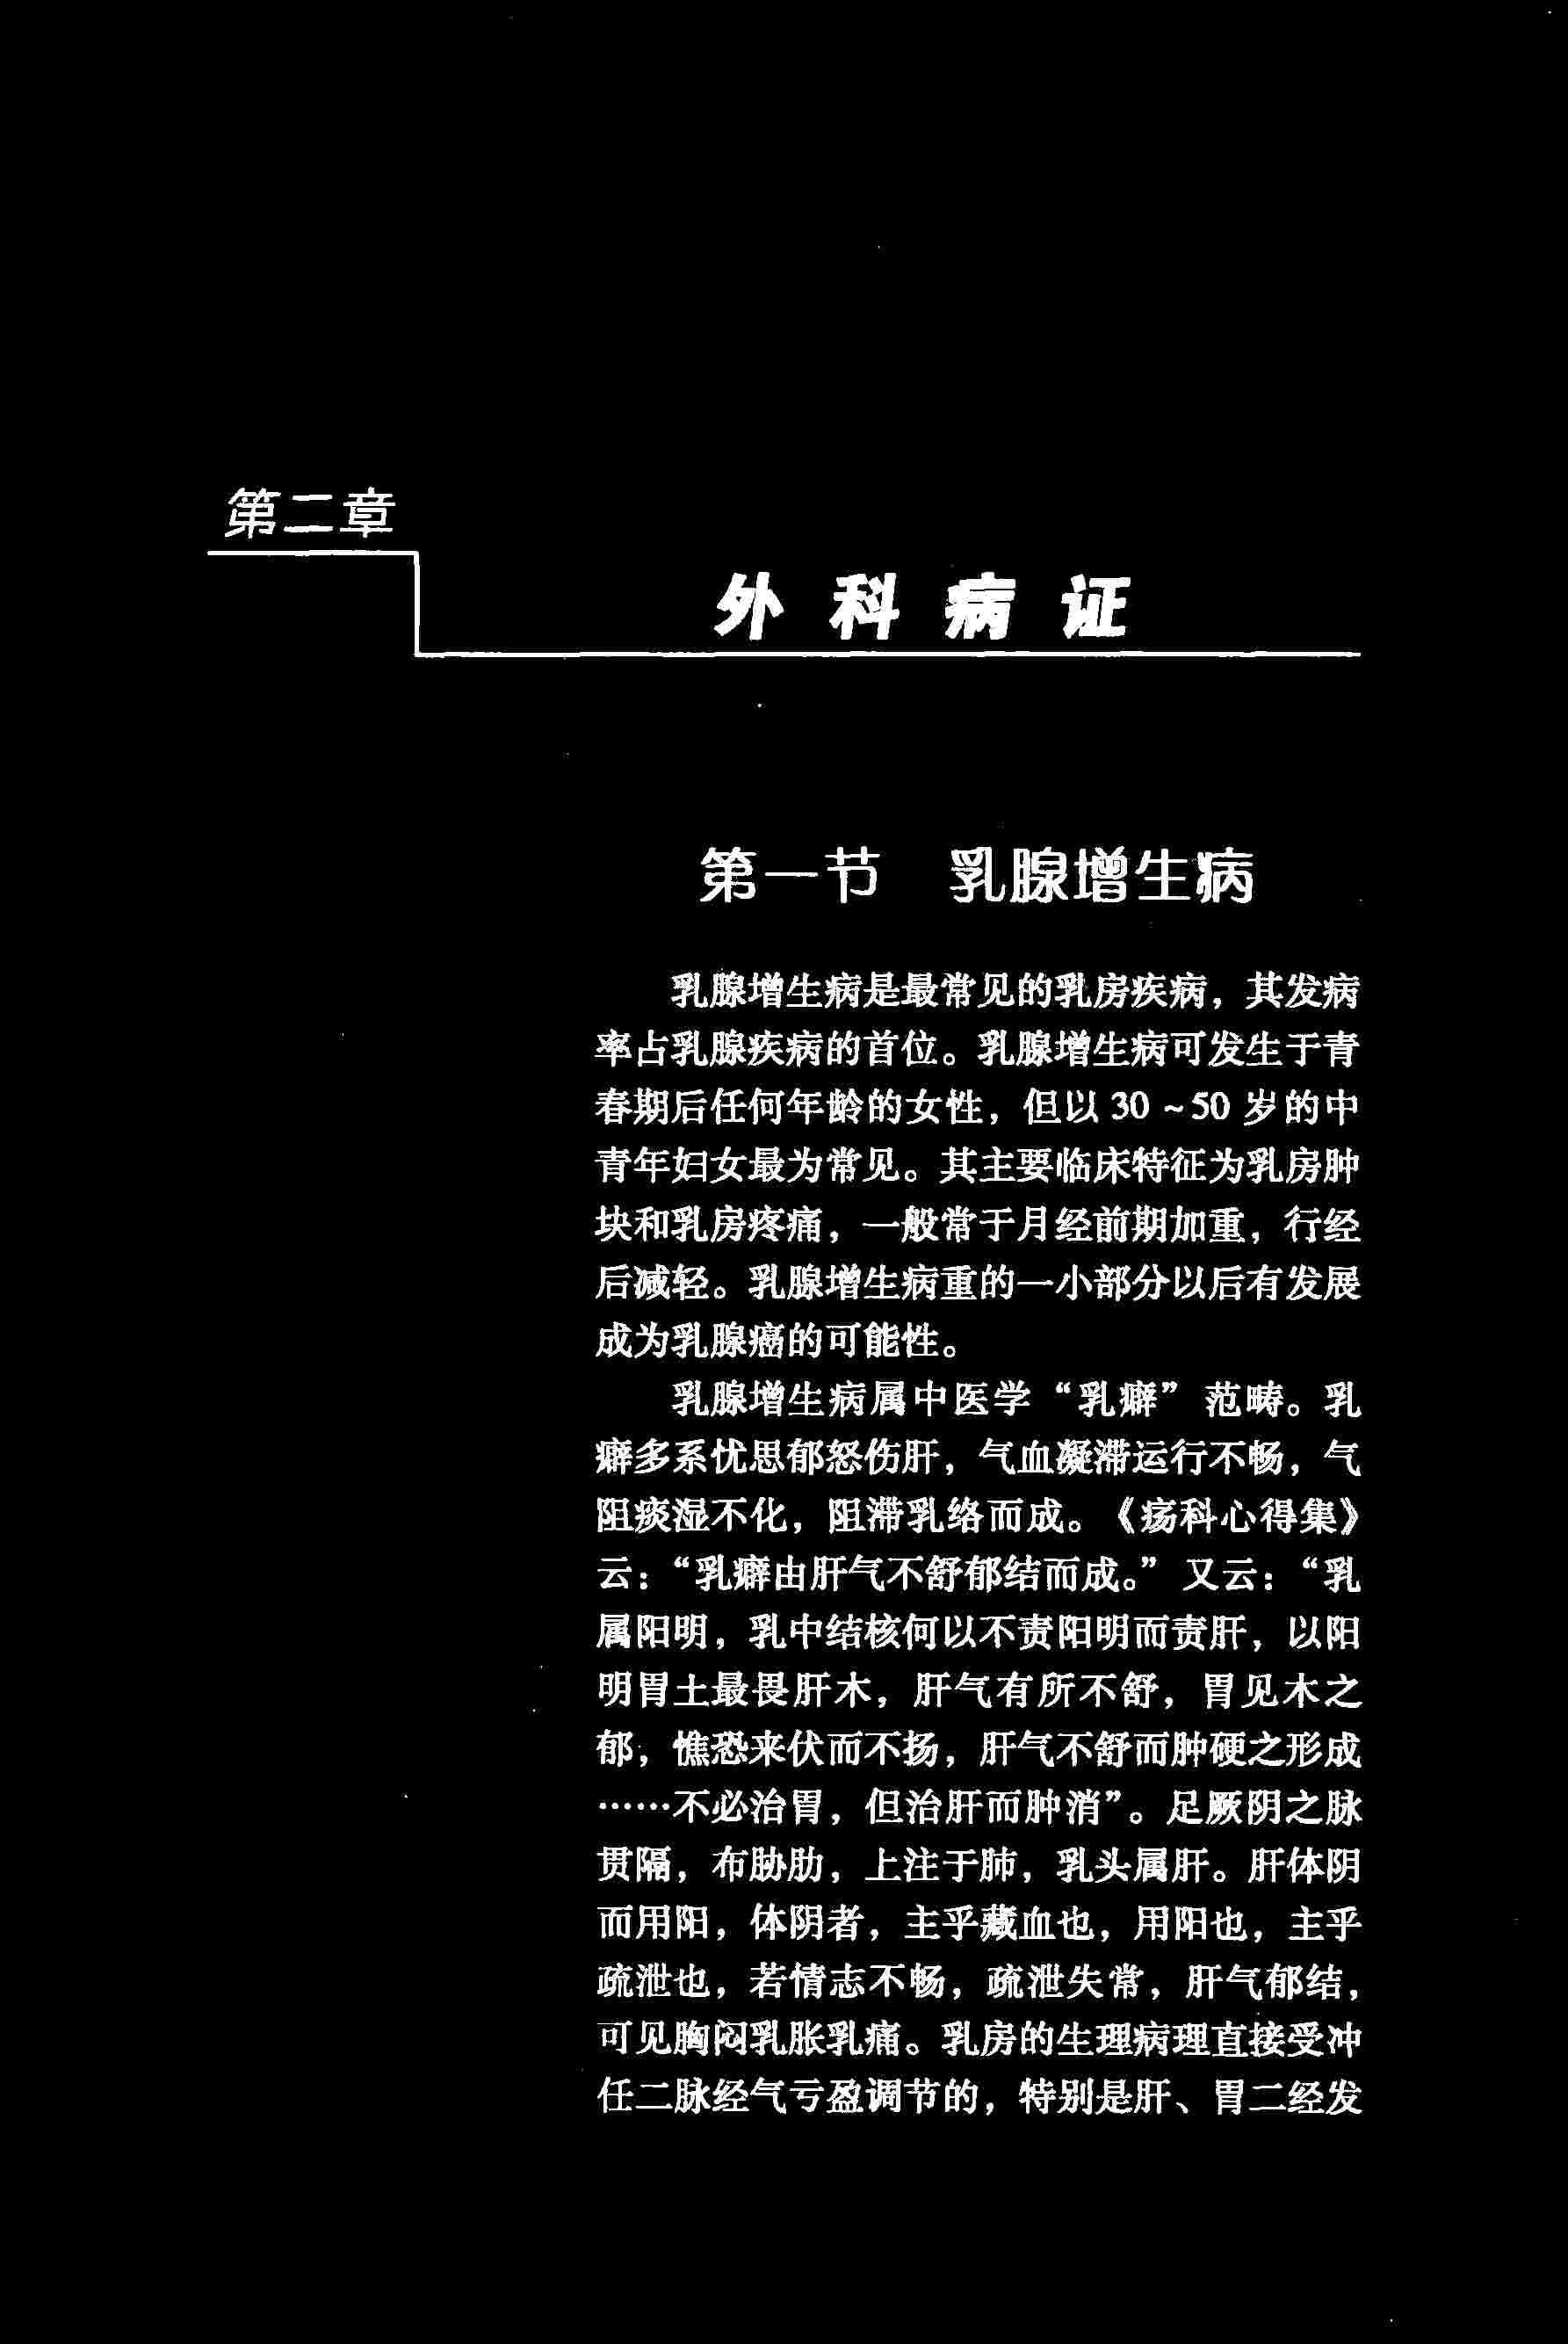 第二章
外科病证
第一节 乳腺增生病
乳腺增生病是最常见的乳房疾病，其发病
率占乳腺疾病的首位。乳腺增生病可发生于青
春期后任何年龄的女性，但以30~50岁的中
青年妇女最为常见。其主要临床特征为乳房肿
块和乳房疼痛，一般常于月经前期加重，行经
后减轻。乳腺增生病重的一小部分以后有发展
成为乳腺癌的可能性。
乳腺增生病属中医学“乳癖”范畴。乳
癖多系忧思郁怒伤肝，气血凝滞运行不畅，气
阻痰湿不化，阻滞乳络而成。《疡科心得集》
云：“乳癖由肝气不舒郁结而成。”又云：“乳
属阳明，乳中结核何以不责阳明而责肝，以阳
明胃土最畏肝木，肝气有所不舒，胃见木之
郁，憔恐来伏而不扬，肝气不舒而肿硬之形成
……不必治胃，但治肝而肿消”。足厥阴之脉
贯隔，布胁肋，上注于肺，乳头属肝。肝体阴
而用阳，体阴者，主乎藏血也，用阳也，主乎
疏泄也，若情志不畅，疏泄失常，肝气郁结，
可见胸闷乳胀乳痛。乳房的生理病理直接受冲
任二脉经气亏盈调节的，特别是肝、胃二经发